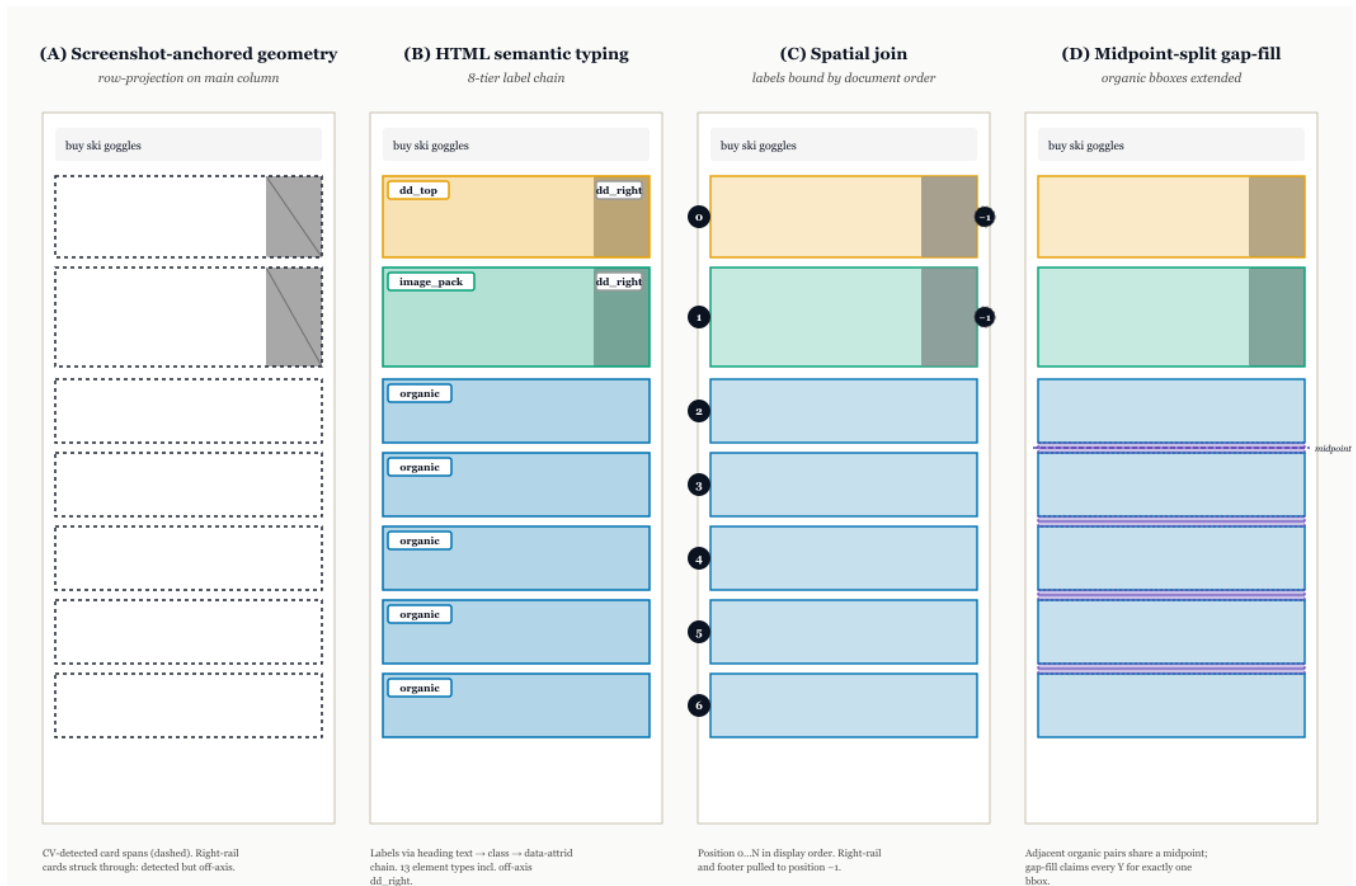 (A) Screenshot-anchored geometry
row-projection on main column
buy ski goggles
CV-detected card spans (dashed). Right-rail
cards struck through: detected but off-axis.
(B) HTML semantic typing
8-tier label chain
buy ski goggles
dd_top
dd_right
image_pack
dd_right
organic
organic
organic
organic
organic
Labels via heading text → class → data-attrid
chain. 13 element types incl. off-axis
dd_right.
(C) Spatial join
labels bound by document order
buy ski goggles
0
−1
1
−1
2
3
4
5
6
Position 0...N in display order. Right-rail
and footer pulled to position −1.
(D) Midpoint-split gap-fill
organic bboxes extended
buy ski goggles
midpoint
Adjacent organic pairs share a midpoint;
gap-fill claims every Y for exactly one
bbox.